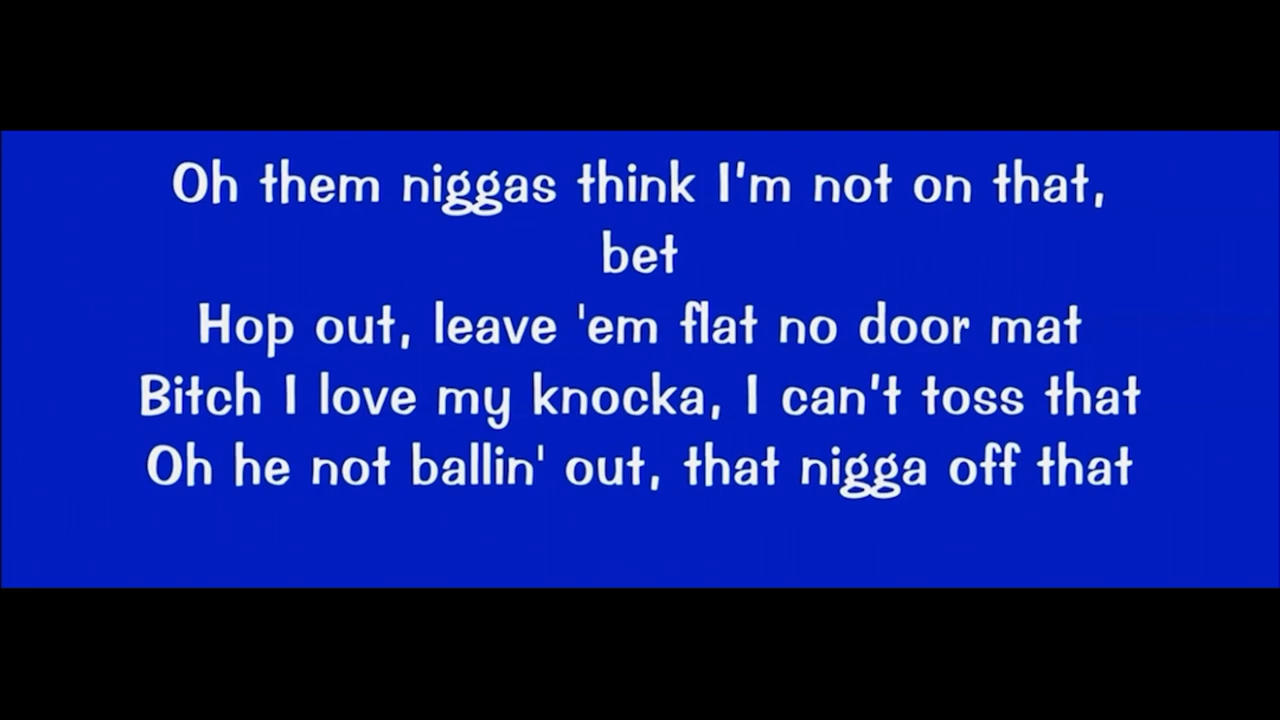 Oh them niggas think I'm not on that,
bet
Hop out, leave 'em flat no door mat
Bitch I love my knocka, I can't toss that
Oh he not ballin' out, that nigga off that